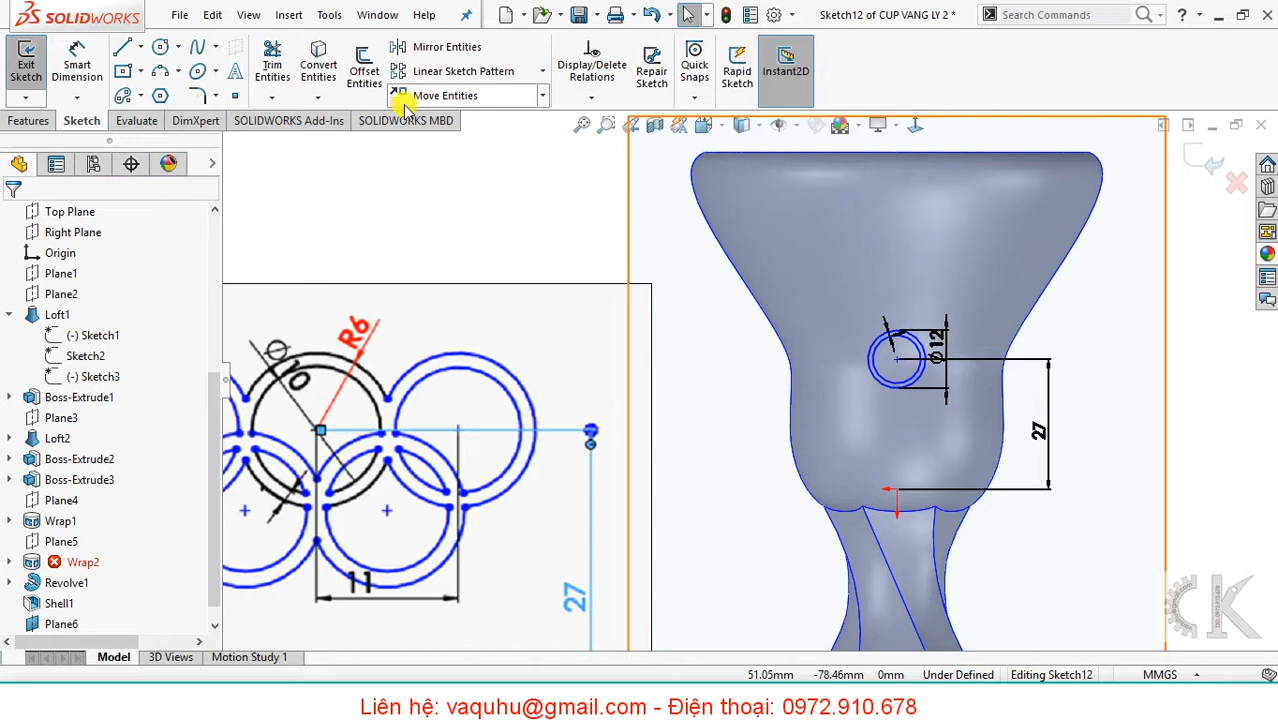 SOLIDWORKS File Edit View Insert Tools Window Help Sketch12 of CUP VANG LY 2 * Search Commands ?
Exit Sketch
Smart Dimension
Trim Entities
Convert Entities
Offset Entities
Mirror Entities
Linear Sketch Pattern
Move Entities
Display/Delete Relations
Repair Sketch
Quick Snaps
Rapid Sketch
Instant2D
Features Sketch Evaluate DimXpert SOLIDWORKS Add-Ins SOLIDWORKS MBD
Top Plane
Right Plane
Origin
Plane1
Plane2
Loft1
(-) Sketch1
Sketch2
(-) Sketch3
Boss-Extrude1
Plane3
Loft2
Boss-Extrude2
Boss-Extrude3
Plane4
Wrap1
Plane5
Wrap2
Revolve1
Shell1
Plane6
Ø10
R6
11
27
Ø12
27
CK
Model 3D Views Motion Study 1
51.05mm -78.46mm 0mm Under Defined Editing Sketch12 MMGS
Liên hệ: vaquhu@gmail.com - Điện thoại: 0972.910.678